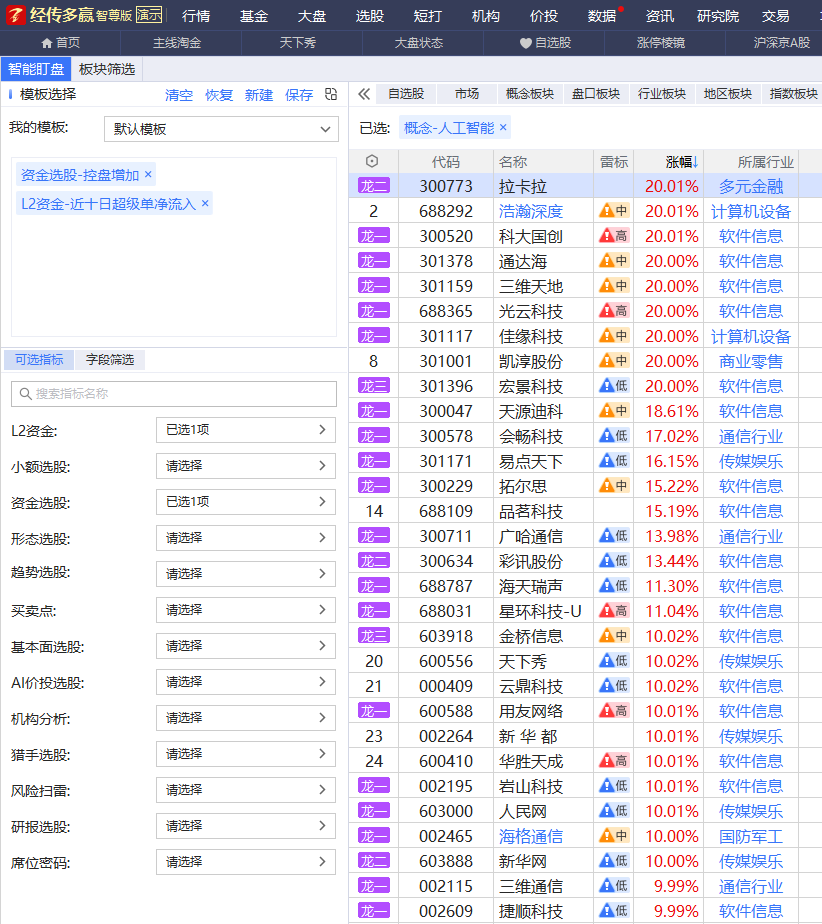 经传多赢 智尊版 演示 行情 基金 大盘 选股 短打 机构 价投 数据 资讯 研究院 交易
首页 主线淘金 天下秀 大盘状态 自选股 涨停棱镜 沪深京A股
智能盯盘 板块筛选
模板选择 清空 恢复 新建 保存
我的模板: 默认模板
资金选股-控盘增加 ×
L2资金-近十日超级单净流入 ×
可选指标 字段筛选
搜索指标名称
L2资金: 已选1项
小额选股: 请选择
资金选股: 已选1项
形态选股: 请选择
趋势选股: 请选择
买卖点: 请选择
基本面选股: 请选择
AI价投选股: 请选择
机构分析: 请选择
猎手选股: 请选择
风险扫雷: 请选择
研报选股: 请选择
席位密码: 请选择
自选股 市场 概念板块 盘口板块 行业板块 地区板块 指数板块
已选: 概念-人工智能 ×
代码 名称 雷标 涨幅↓ 所属行业
龙二 300773 拉卡拉 20.01% 多元金融
2 688292 浩瀚深度 中 20.01% 计算机设备
龙一 300520 科大国创 高 20.01% 软件信息
龙一 301378 通达海 中 20.00% 软件信息
龙一 301159 三维天地 中 20.00% 软件信息
龙一 688365 光云科技 高 20.00% 软件信息
龙一 301117 佳缘科技 中 20.00% 计算机设备
8 301001 凯淳股份 中 20.00% 商业零售
龙三 301396 宏景科技 低 20.00% 软件信息
龙一 300047 天源迪科 中 18.61% 软件信息
龙一 300578 会畅科技 低 17.02% 通信行业
龙一 301171 易点天下 低 16.15% 传媒娱乐
龙一 300229 拓尔思 中 15.22% 软件信息
14 688109 品茗科技 15.19% 软件信息
龙一 300711 广哈通信 低 13.98% 通信行业
龙二 300634 彩讯股份 低 13.44% 软件信息
龙一 688787 海天瑞声 低 11.30% 软件信息
龙一 688031 星环科技-U 高 11.04% 软件信息
龙三 603918 金桥信息 中 10.02% 软件信息
20 600556 天下秀 低 10.02% 传媒娱乐
21 000409 云鼎科技 低 10.02% 软件信息
龙一 600588 用友网络 高 10.01% 软件信息
23 002264 新 华 都 10.01% 传媒娱乐
24 600410 华胜天成 高 10.01% 软件信息
龙一 002195 岩山科技 低 10.01% 软件信息
龙一 603000 人民网 低 10.01% 传媒娱乐
龙一 002465 海格通信 中 10.00% 国防军工
龙二 603888 新华网 低 10.00% 传媒娱乐
龙一 002115 三维通信 低 9.99% 通信行业
龙一 002609 捷顺科技 低 9.99% 软件信息